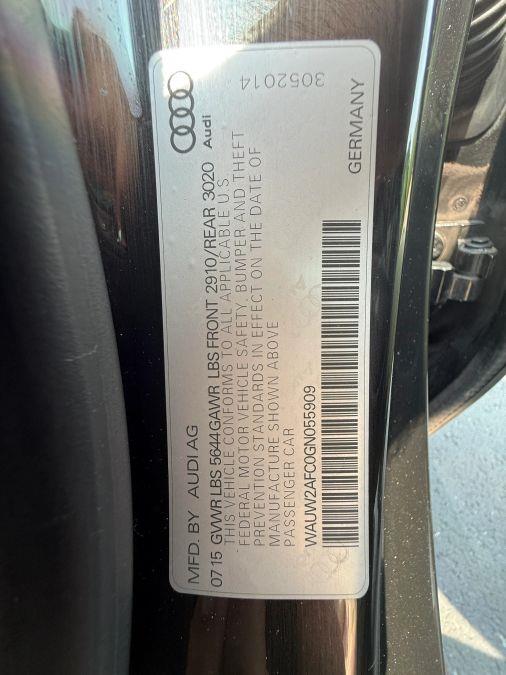 MFD. BY AUDI AG
Audi
3052014
0715 GVWR LBS 5644 GAWR LBS FRONT 2910/REAR 3020
THIS VEHICLE CONFORMS TO ALL APPLICABLE U.S.
FEDERAL MOTOR VEHICLE SAFETY, BUMPER AND THEFT
PREVENTION STANDARDS IN EFFECT ON THE DATE OF
MANUFACTURE SHOWN ABOVE
PASSENGER CAR
WAUW2AFC0GN055909
GERMANY